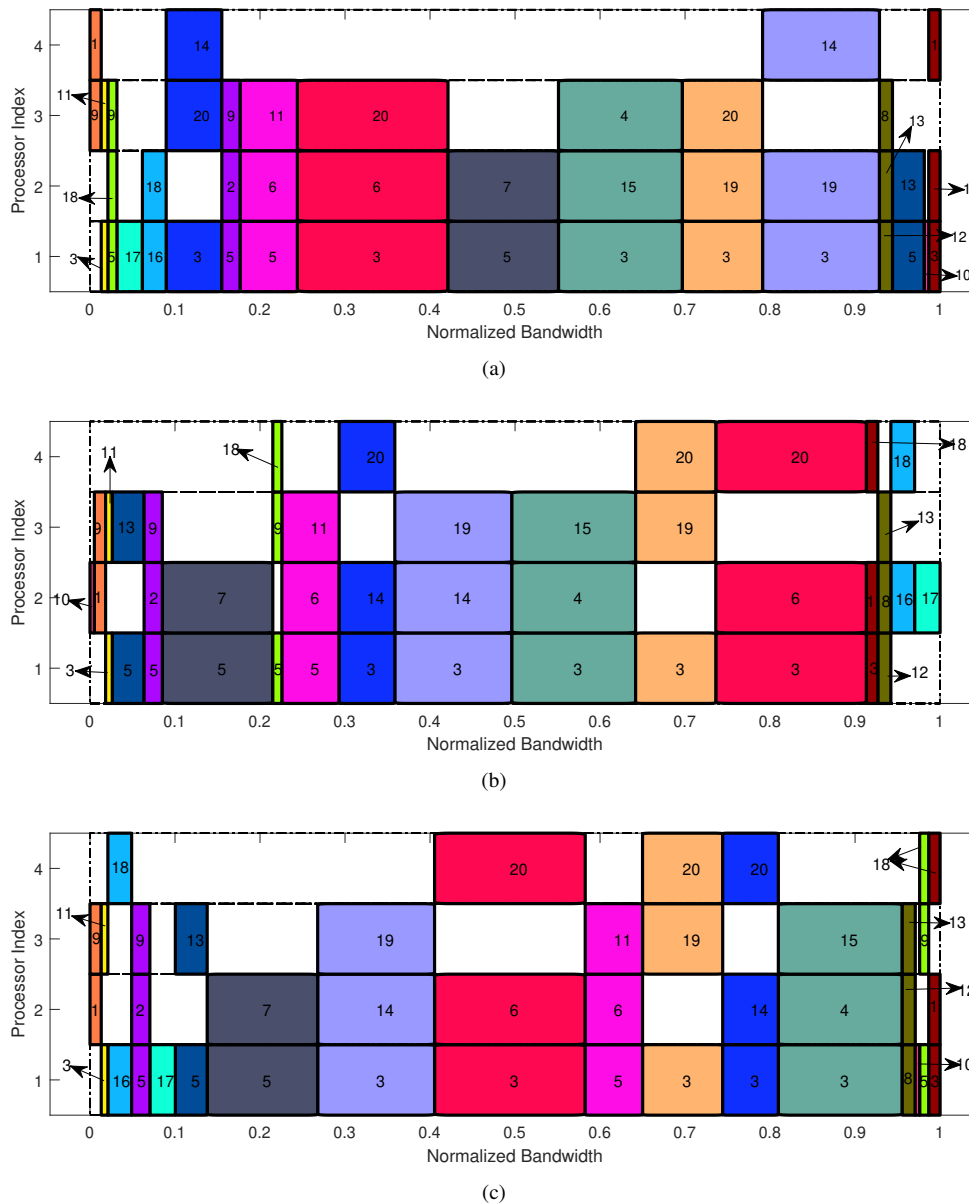 4 1 14 14 1
11
Processor Index
3 9 9 20 9 11 20 4 20 8 13
2 18 18 2 6 6 7 15 19 19 13 1
1 3 5 17 16 3 5 5 3 5 3 3 3 12 5 3 10
0 0.1 0.2 0.3 0.4 0.5 0.6 0.7 0.8 0.9 1
Normalized Bandwidth
(a)
4 11 18 20 20 20 18 18
Processor Index
3 9 13 9 9 11 19 15 19 13
2 10 1 2 7 6 14 14 4 6 1 8 16 17
1 3 5 5 5 5 5 3 3 3 3 3 3 12
0 0.1 0.2 0.3 0.4 0.5 0.6 0.7 0.8 0.9 1
Normalized Bandwidth
(b)
4 18 20 20 20 18
11
Processor Index
3 9 9 13 19 11 19 15 9 13
2 1 2 7 14 6 6 14 4 12 1
1 3 16 5 17 5 5 3 3 5 3 3 3 8 5 3 10
0 0.1 0.2 0.3 0.4 0.5 0.6 0.7 0.8 0.9 1
Normalized Bandwidth
(c)